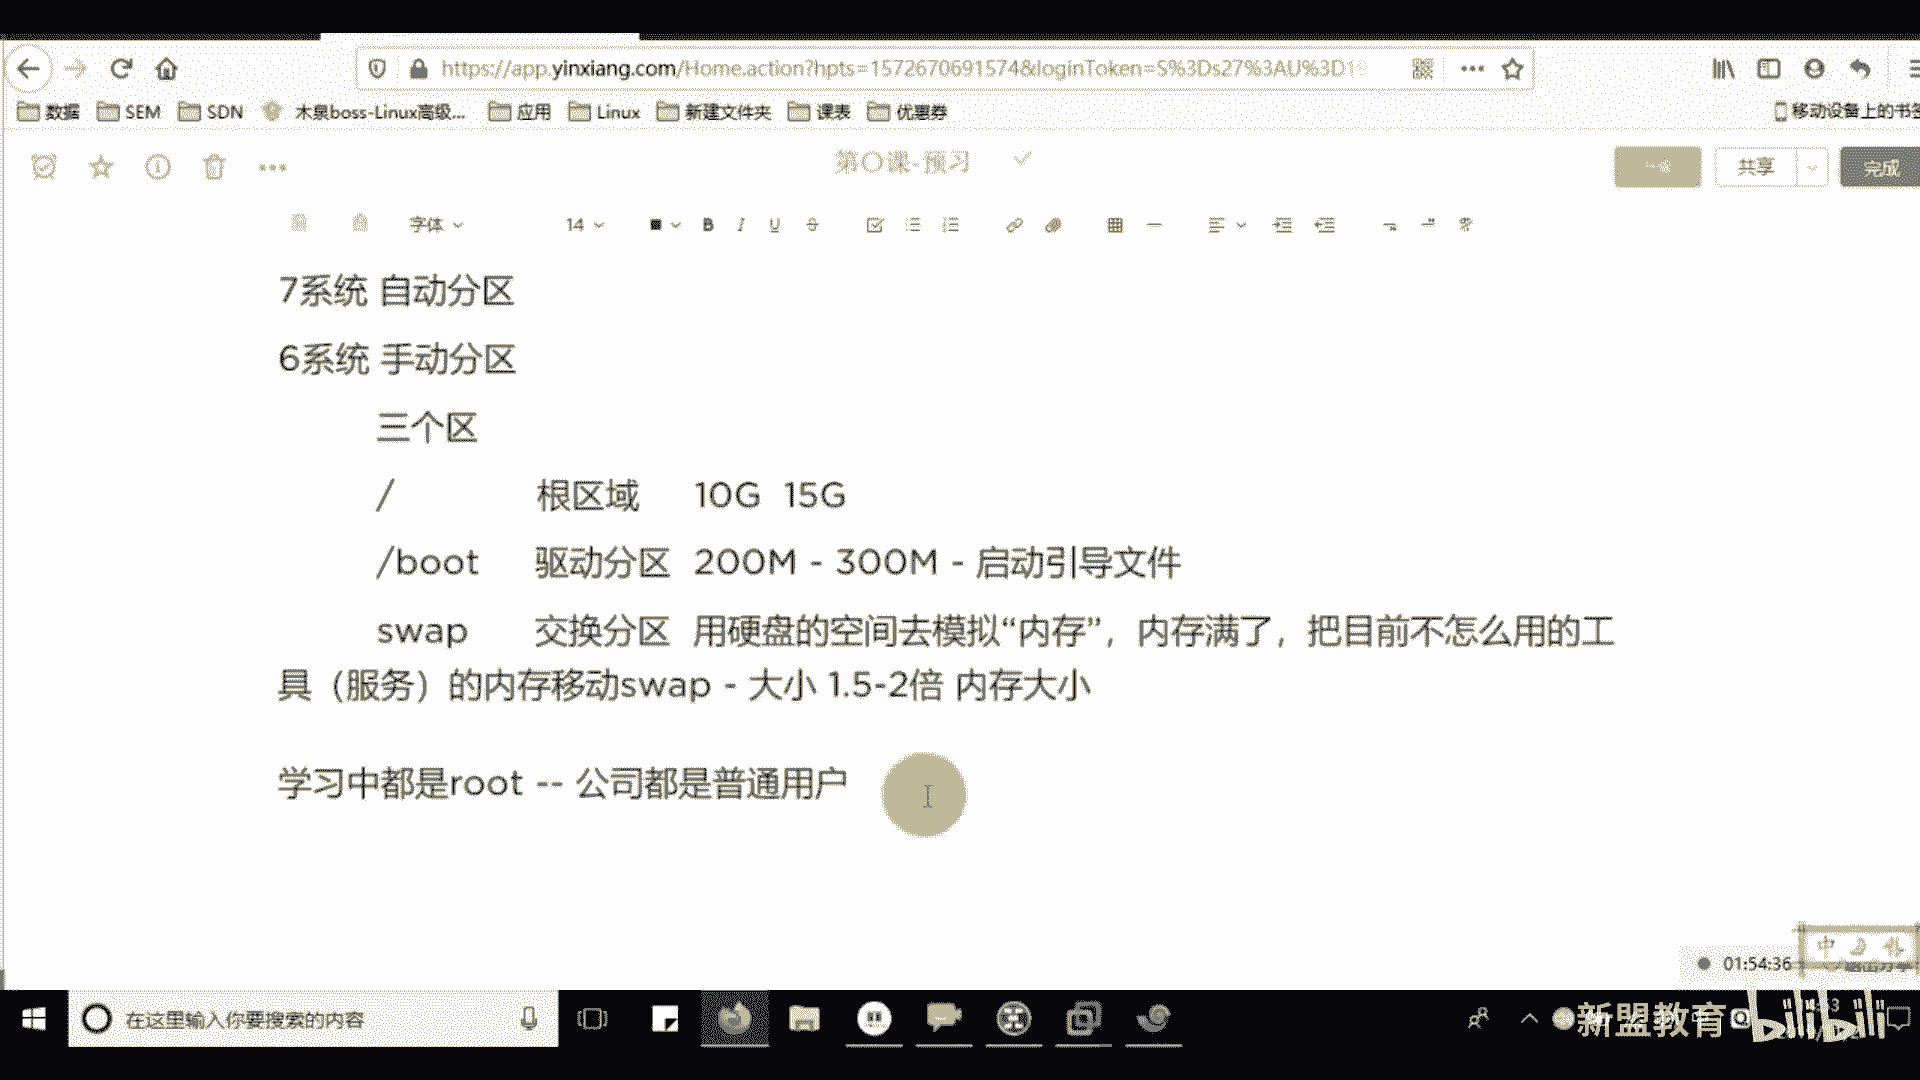 https://app.yinxiang.com/Home.action?hpts=1572670691574&loginToken=S%3Ds27%3AU%3D19
数据 SEM SDN 木泉boss-Linux高级... 应用 Linux 新建文件夹 课表 优惠券 移动设备上的书签
第〇课-预习
共享 完成
字体 14 B I U S
7系统 自动分区
6系统 手动分区
三个区
/ 根区域 10G 15G
/boot 驱动分区 200M - 300M - 启动引导文件
swap 交换分区 用硬盘的空间去模拟“内存”，内存满了，把目前不怎么用的工
具（服务）的内存移动swap - 大小 1.5-2倍 内存大小
学习中都是root -- 公司都是普通用户
中
01:54:36
在这里输入你要搜索的内容
新盟教育 bilibili